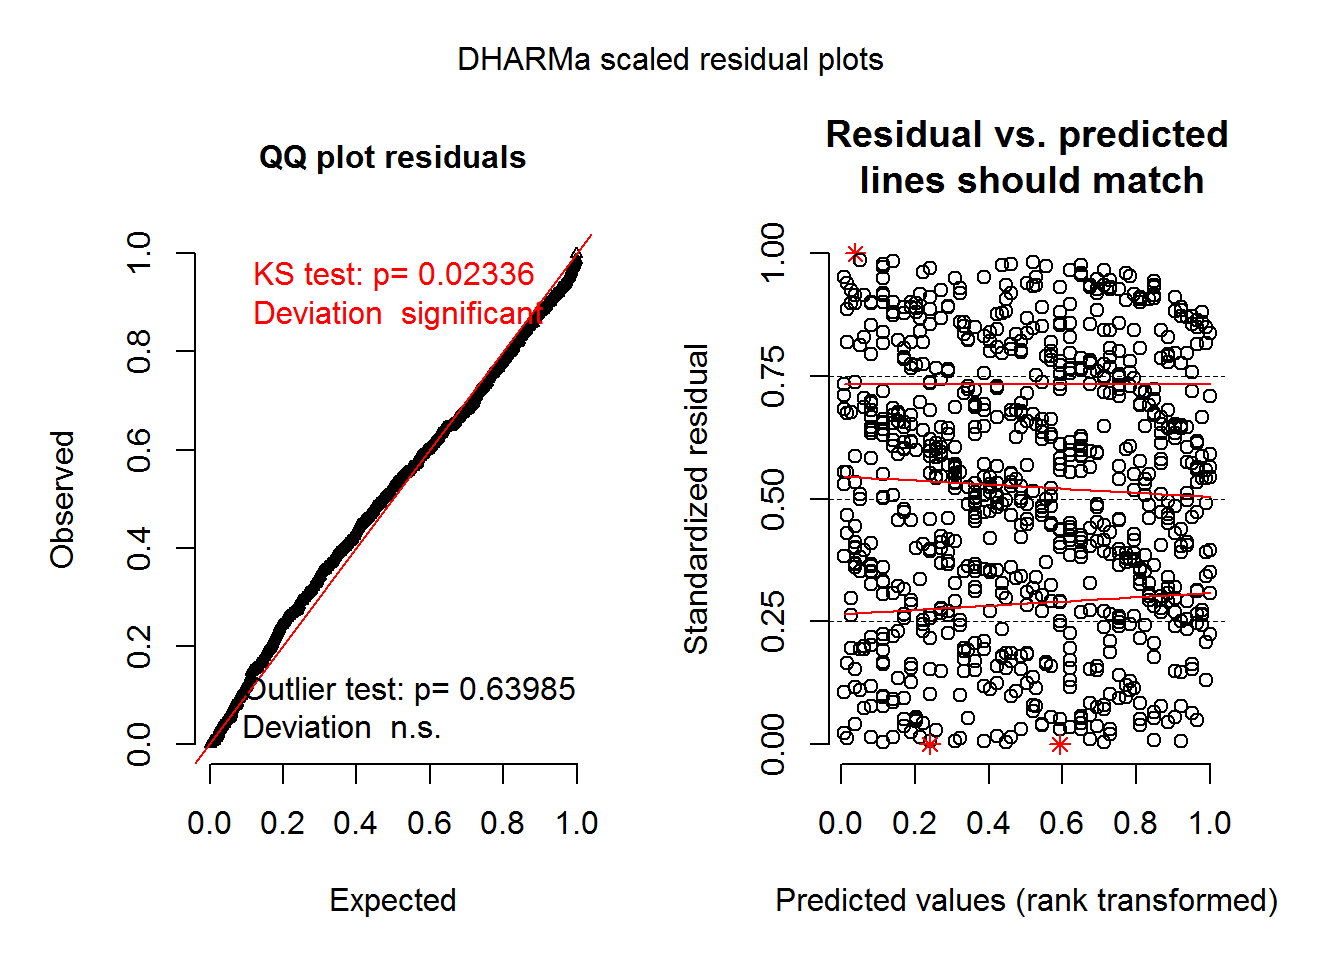 DHARMa scaled residual plots
QQ plot residuals
KS test: p= 0.02336
Deviation  significant
Outlier test: p= 0.63985
Deviation  n.s.
Observed
0.0 0.2 0.4 0.6 0.8 1.0
0.0 0.2 0.4 0.6 0.8 1.0
Expected
Residual vs. predicted
lines should match
Standardized residual
0.00 0.25 0.50 0.75 1.00
0.0 0.2 0.4 0.6 0.8 1.0
Predicted values (rank transformed)